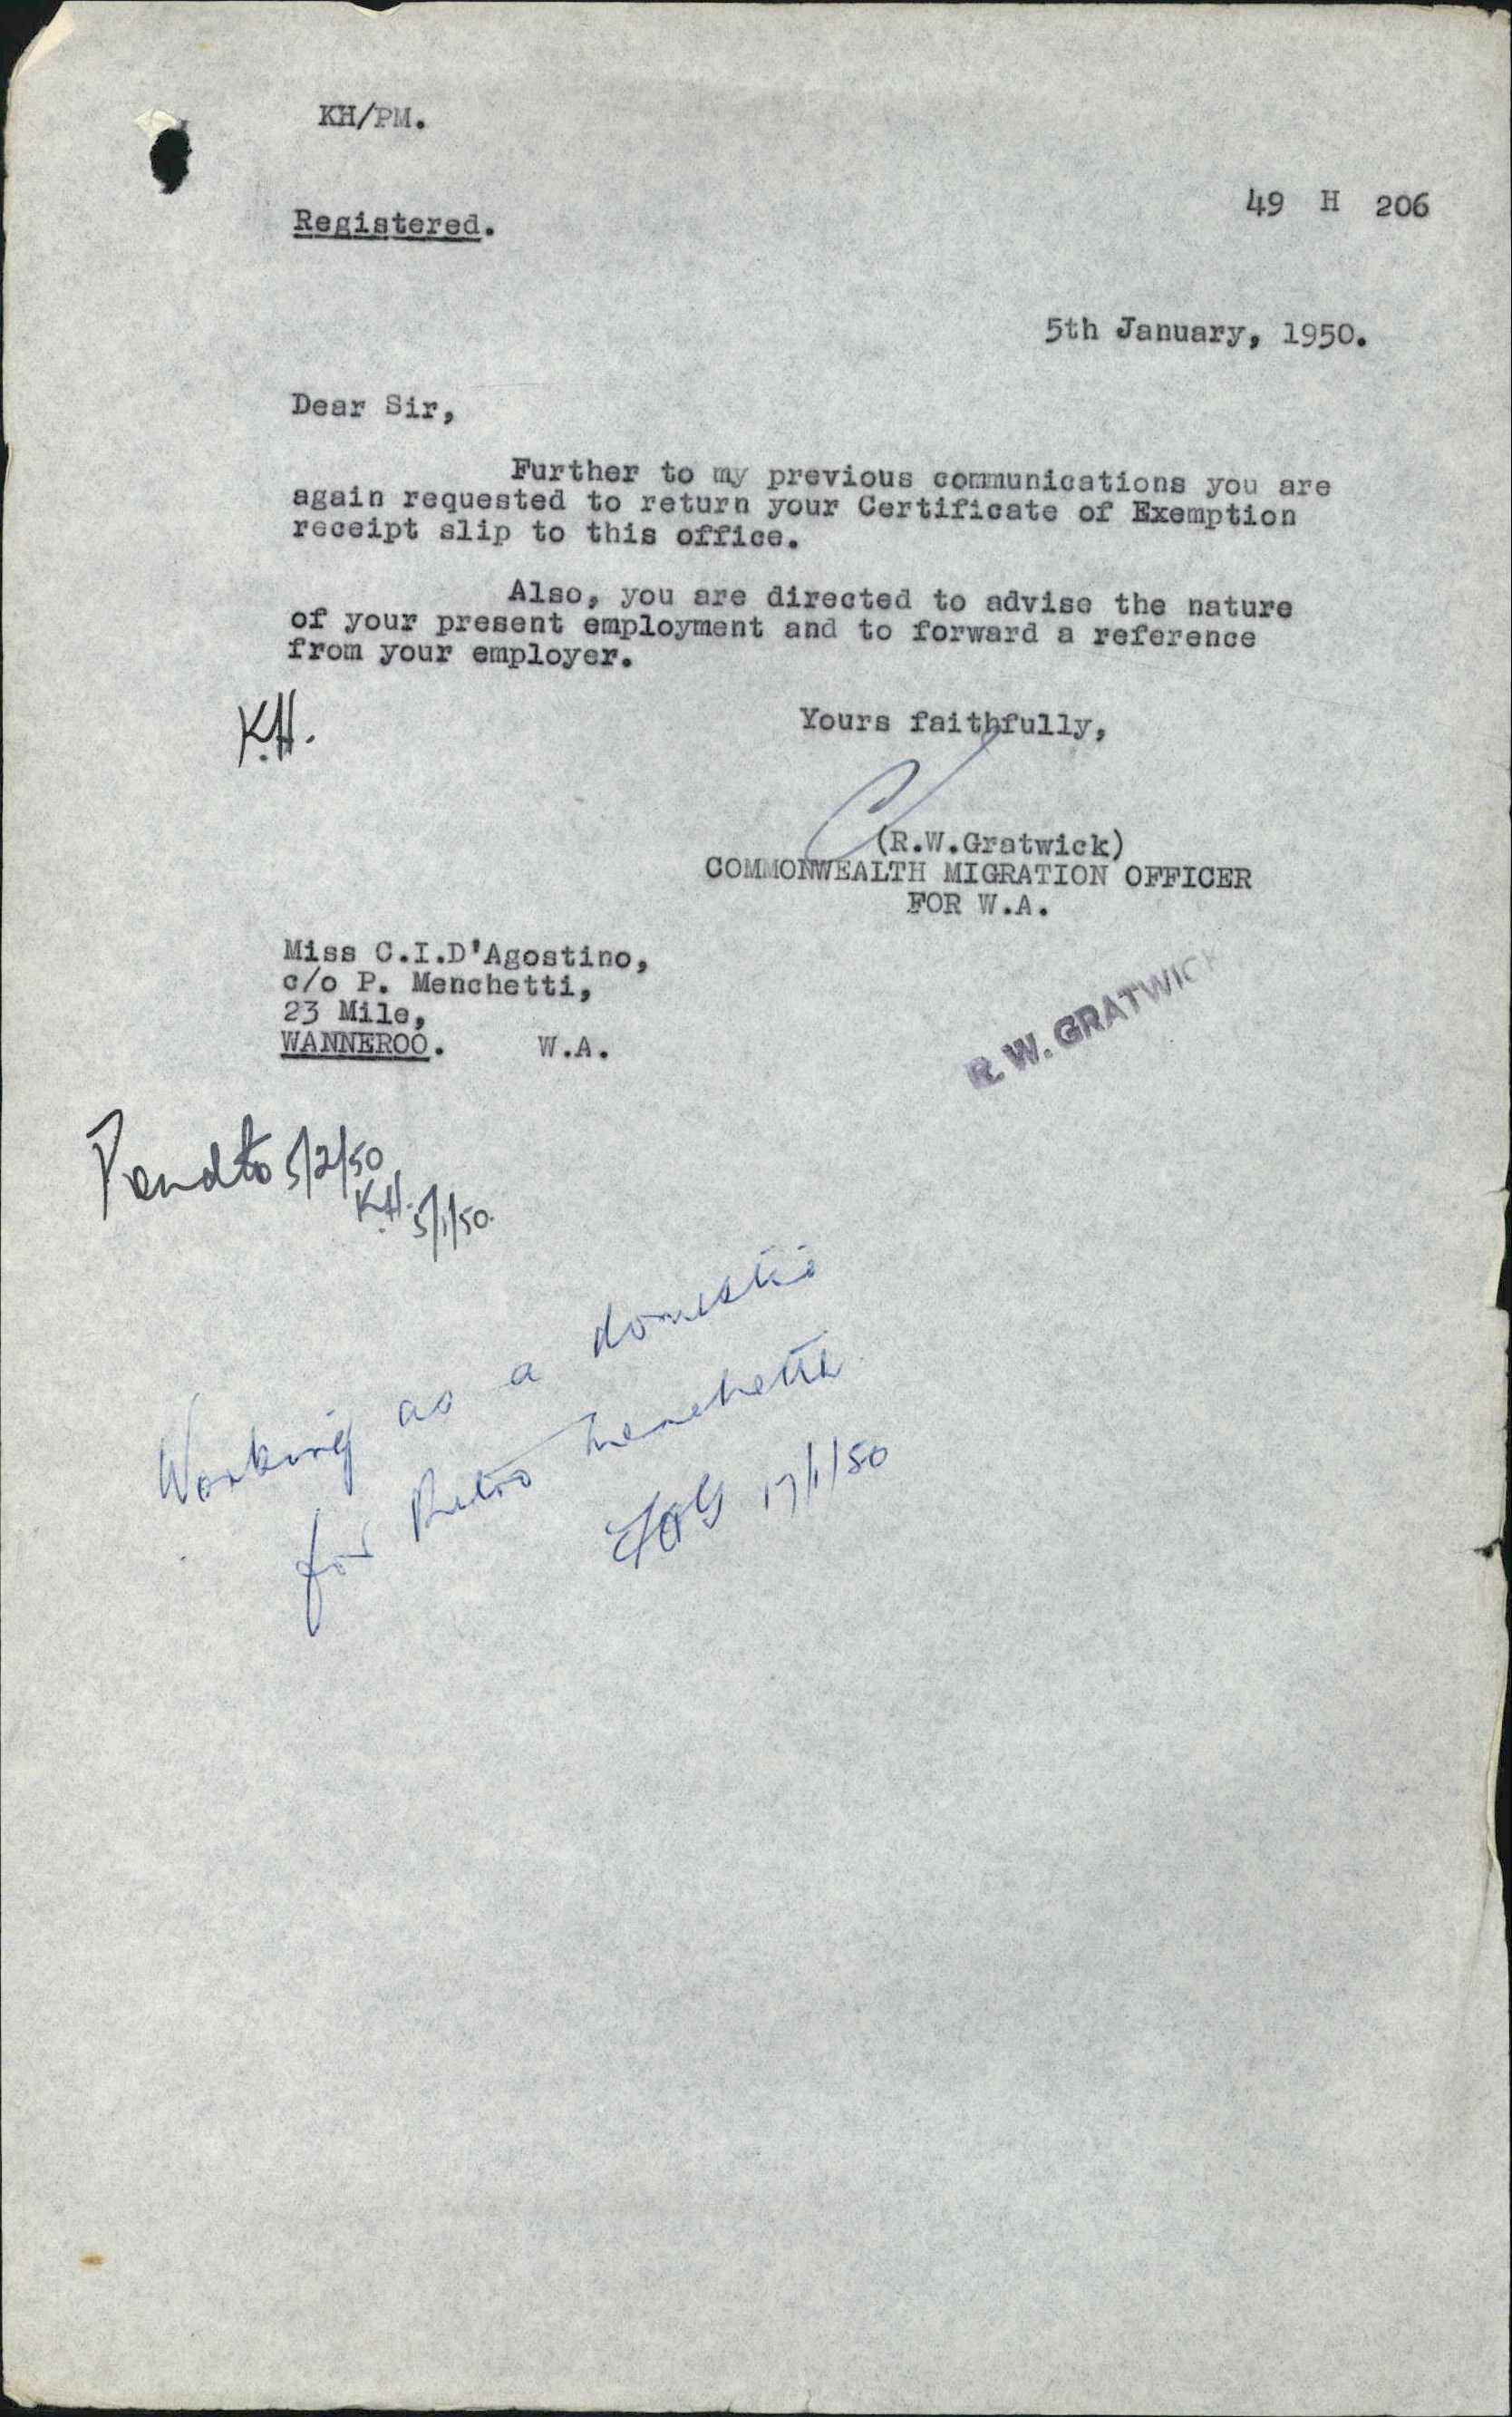 KH/PM.
49 H 206
Registered.
5th January, 1950.
Dear Sir,
Further to my previous communications you are
again requested to return your Certificate of Exemption
receipt slip to this office.
Also, you are directed to advise the nature
of your present employment and to forward a reference
from your employer.
K.H.
Yours faithfully,
(R.W.Gratwick)
COMMONWEALTH MIGRATION OFFICER
FOR W.A.
Miss C.I.D'Agostino,
c/o P. Menchetti,
23 Mile,
WANNEROO. W.A.
R. W. GRATWICK
Pend to 5/2/50
K.H. 5/1/50.
Working as a domestic
for Pietro Menchetti
17/1/50